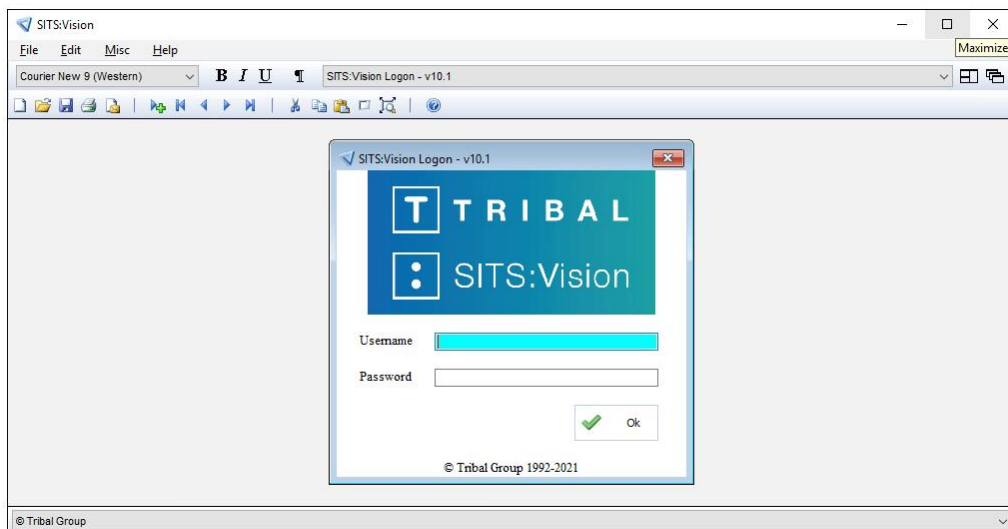 SITS:Vision
File Edit Misc Help
Maximize
Courier New 9 (Western) B I U ¶ SITS:Vision Logon - v10.1
SITS:Vision Logon - v10.1
T TRIBAL
: SITS:Vision
Username
Password
Ok
© Tribal Group 1992-2021
© Tribal Group